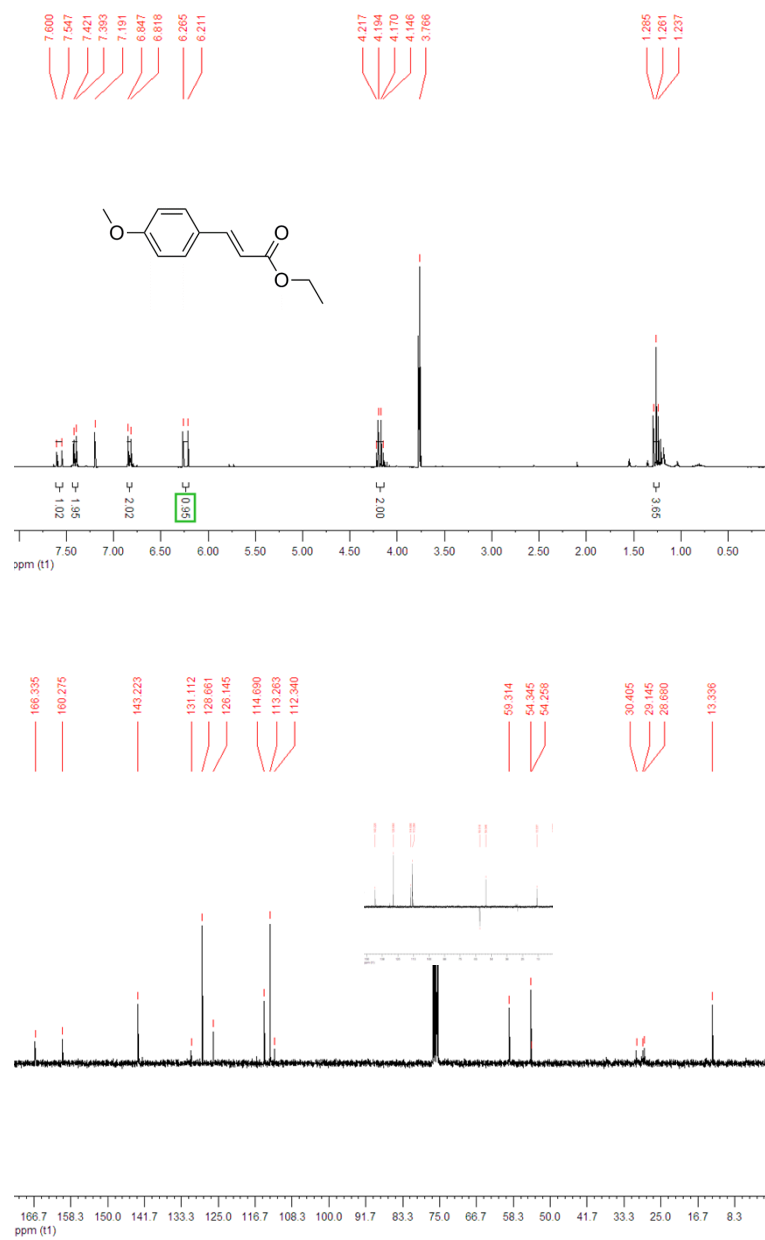 7.600 7.547 7.421 7.393 7.191 6.847 6.818 6.265 6.211 4.217 4.194 4.170 4.146 3.766 1.285 1.261 1.237
O
O
O
1.02 1.95 2.02 0.95 2.00 3.65
7.50 7.00 6.50 6.00 5.50 5.00 4.50 4.00 3.50 3.00 2.50 2.00 1.50 1.00 0.50
ppm (t1)
166.335 160.275 143.223 131.112 128.661 126.145 114.690 113.263 112.340 59.314 54.345 54.258 30.405 29.145 28.680 13.336
166.7 158.3 150.0 141.7 133.3 125.0 116.7 108.3 100.0 91.7 83.3 75.0 66.7 58.3 50.0 41.7 33.3 25.0 16.7 8.3
ppm (t1)